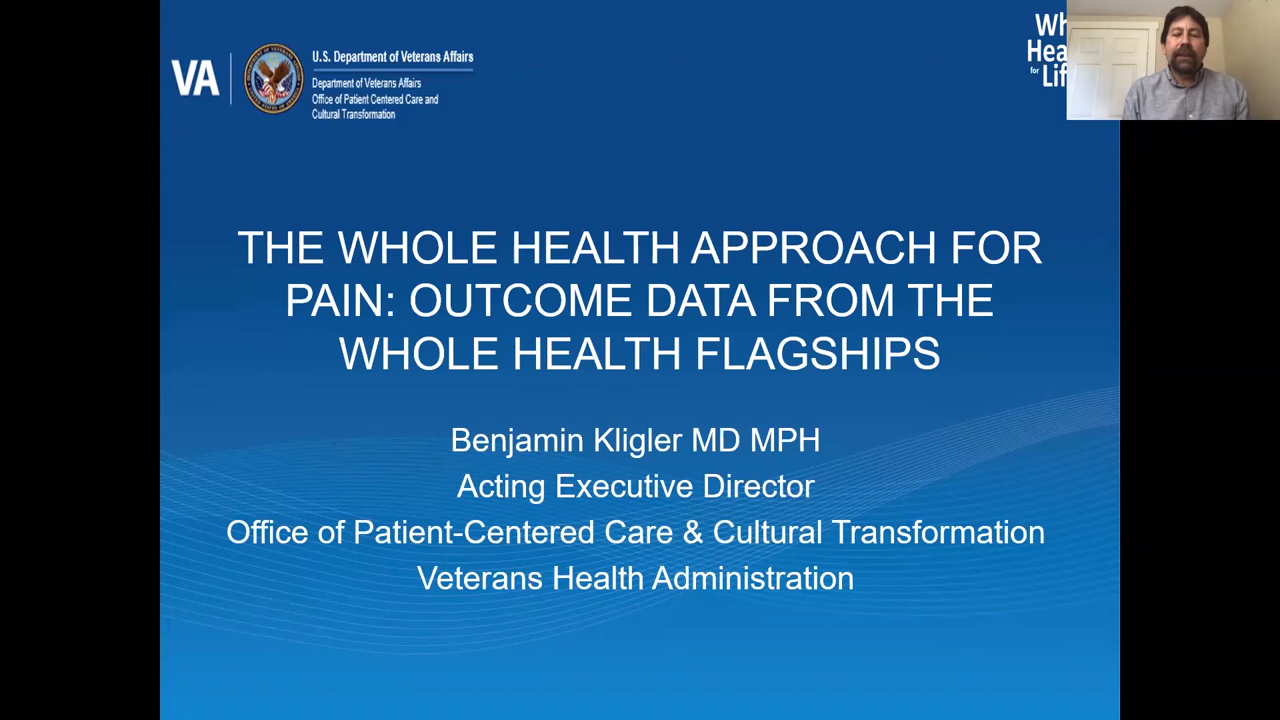 VA
U.S. Department of Veterans Affairs
Department of Veterans Affairs
Office of Patient Centered Care and
Cultural Transformation
for
THE WHOLE HEALTH APPROACH FOR
PAIN: OUTCOME DATA FROM THE
WHOLE HEALTH FLAGSHIPS
Benjamin Kligler MD MPH
Acting Executive Director
Office of Patient-Centered Care & Cultural Transformation
Veterans Health Administration